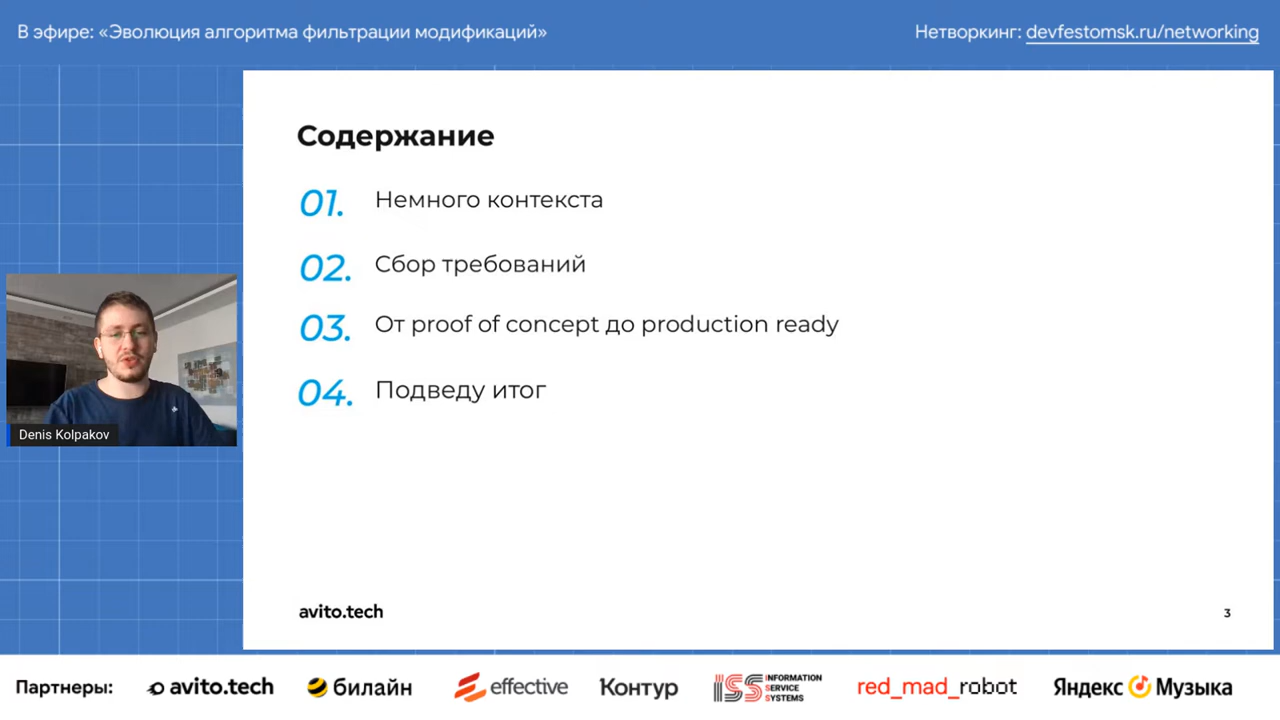 В эфире: «Эволюция алгоритма фильтрации модификаций»
Нетворкинг: devfestomsk.ru/networking
Содержание
01. Немного контекста
02. Сбор требований
03. От proof of concept до production ready
04. Подведу итог
Denis Kolpakov
avito.tech
3
Партнеры:
avito.tech
билайн
effective
Контур
ISS INFORMATION
SERVICE
SYSTEMS
red_mad_robot
Яндекс Музыка